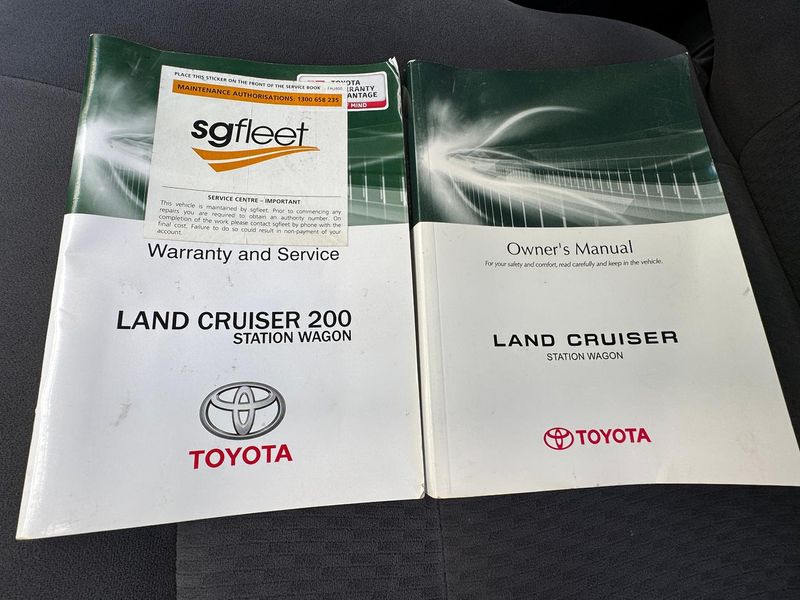 PLACE THIS STICKER ON THE FRONT OF THE SERVICE BOOK
MAINTENANCE AUTHORISATIONS: 1300 658 235
sgfleet
SERVICE CENTRE – IMPORTANT
This vehicle is maintained by sgfleet. Prior to commencing any
repairs you are required to obtain an authority number. On
completion of the work please contact sgfleet by phone with the
final cost. Failure to do so could result in non-payment of your
account.
TOYOTA
MIND
Warranty and Service
LAND CRUISER 200
STATION WAGON
TOYOTA
Owner's Manual
For your safety and comfort, read carefully and keep in the vehicle.
LAND CRUISER
STATION WAGON
TOYOTA